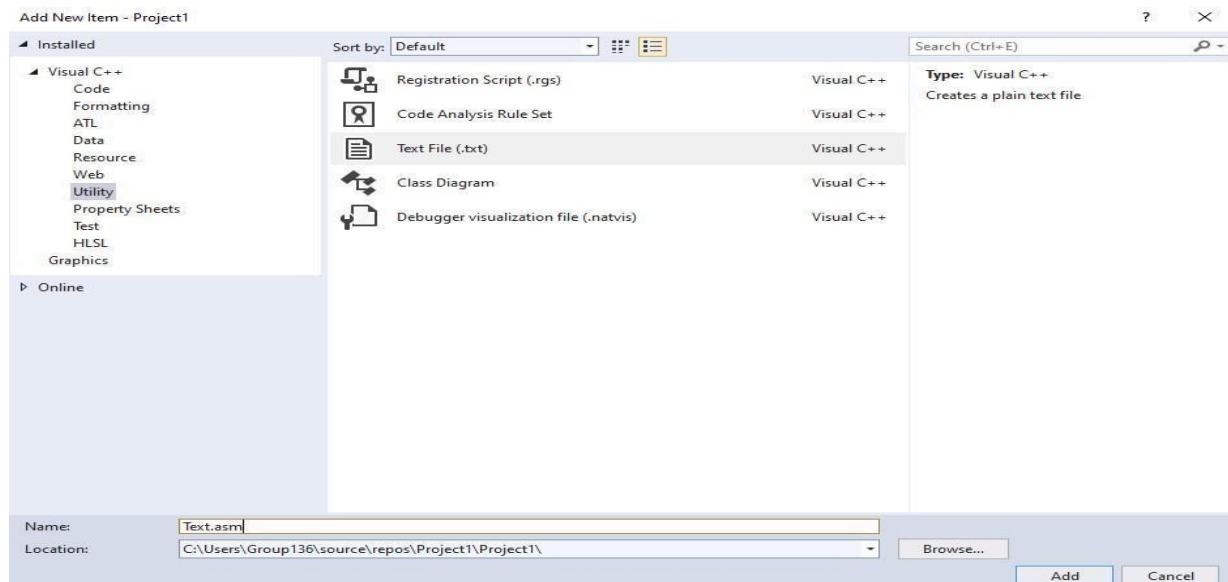 Add New Item - Project1
? ×
Installed
Visual C++
Code
Formatting
ATL
Data
Resource
Web
Utility
Property Sheets
Test
HLSL
Graphics
Online
Sort by: Default
Registration Script (.rgs) Visual C++
Code Analysis Rule Set Visual C++
Text File (.txt) Visual C++
Class Diagram Visual C++
Debugger visualization file (.natvis) Visual C++
Search (Ctrl+E)
Type: Visual C++
Creates a plain text file
Name: Text.asm
Location: C:\Users\Group136\source\repos\Project1\Project1\
Browse...
Add Cancel